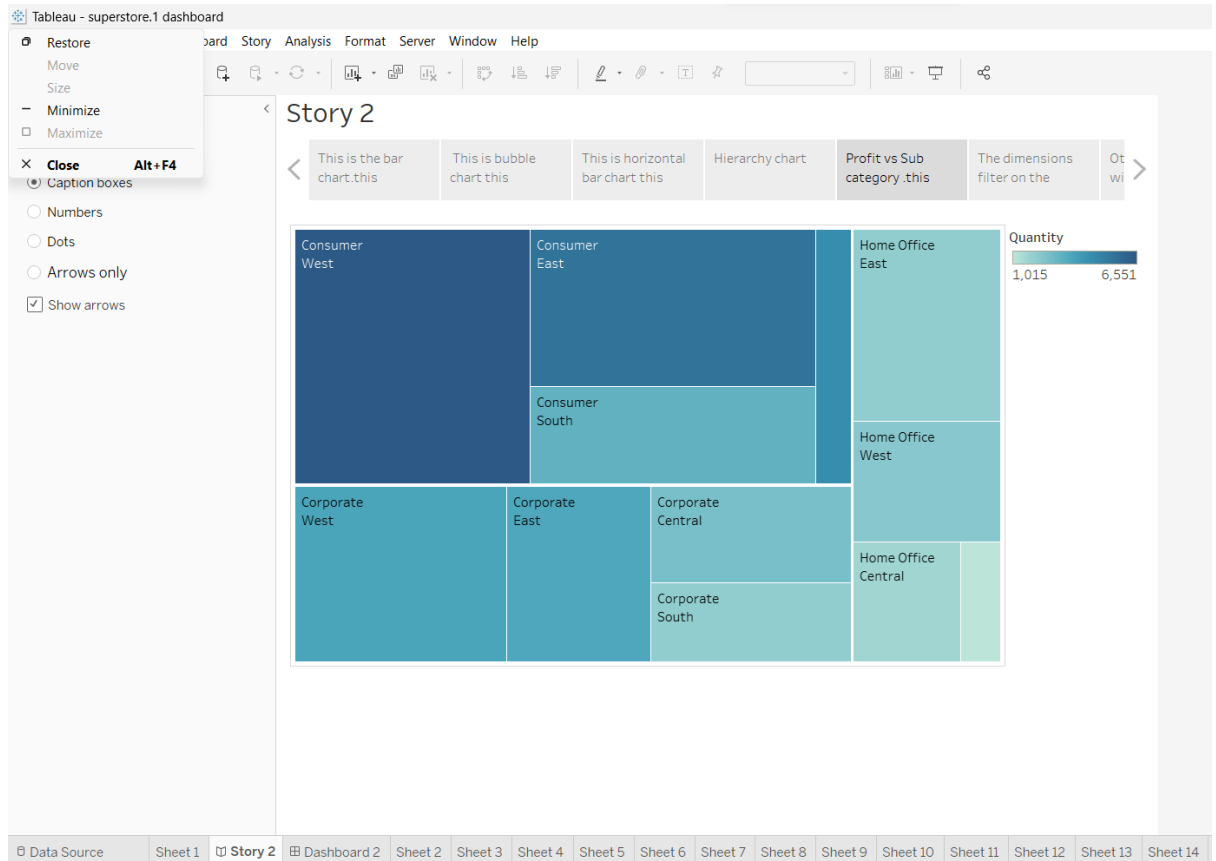 Tableau - superstore.1 dashboard
Restore
Move
Size
Minimize
Maximize
Close Alt+F4
oard Story Analysis Format Server Window Help
Caption boxes
Numbers
Dots
Arrows only
Show arrows
Story 2
This is the bar
chart.this
This is bubble
chart this
This is horizontal
bar chart this
Hierarchy chart
Profit vs Sub
category .this
The dimensions
filter on the
Ot
wi
Consumer
West
Consumer
East
Consumer
South
Home Office
East
Home Office
West
Home Office
Central
Corporate
West
Corporate
East
Corporate
Central
Corporate
South
Quantity
1,015 6,551
Data Source Sheet 1 Story 2 Dashboard 2 Sheet 2 Sheet 3 Sheet 4 Sheet 5 Sheet 6 Sheet 7 Sheet 8 Sheet 9 Sheet 10 Sheet 11 Sheet 12 Sheet 13 Sheet 14